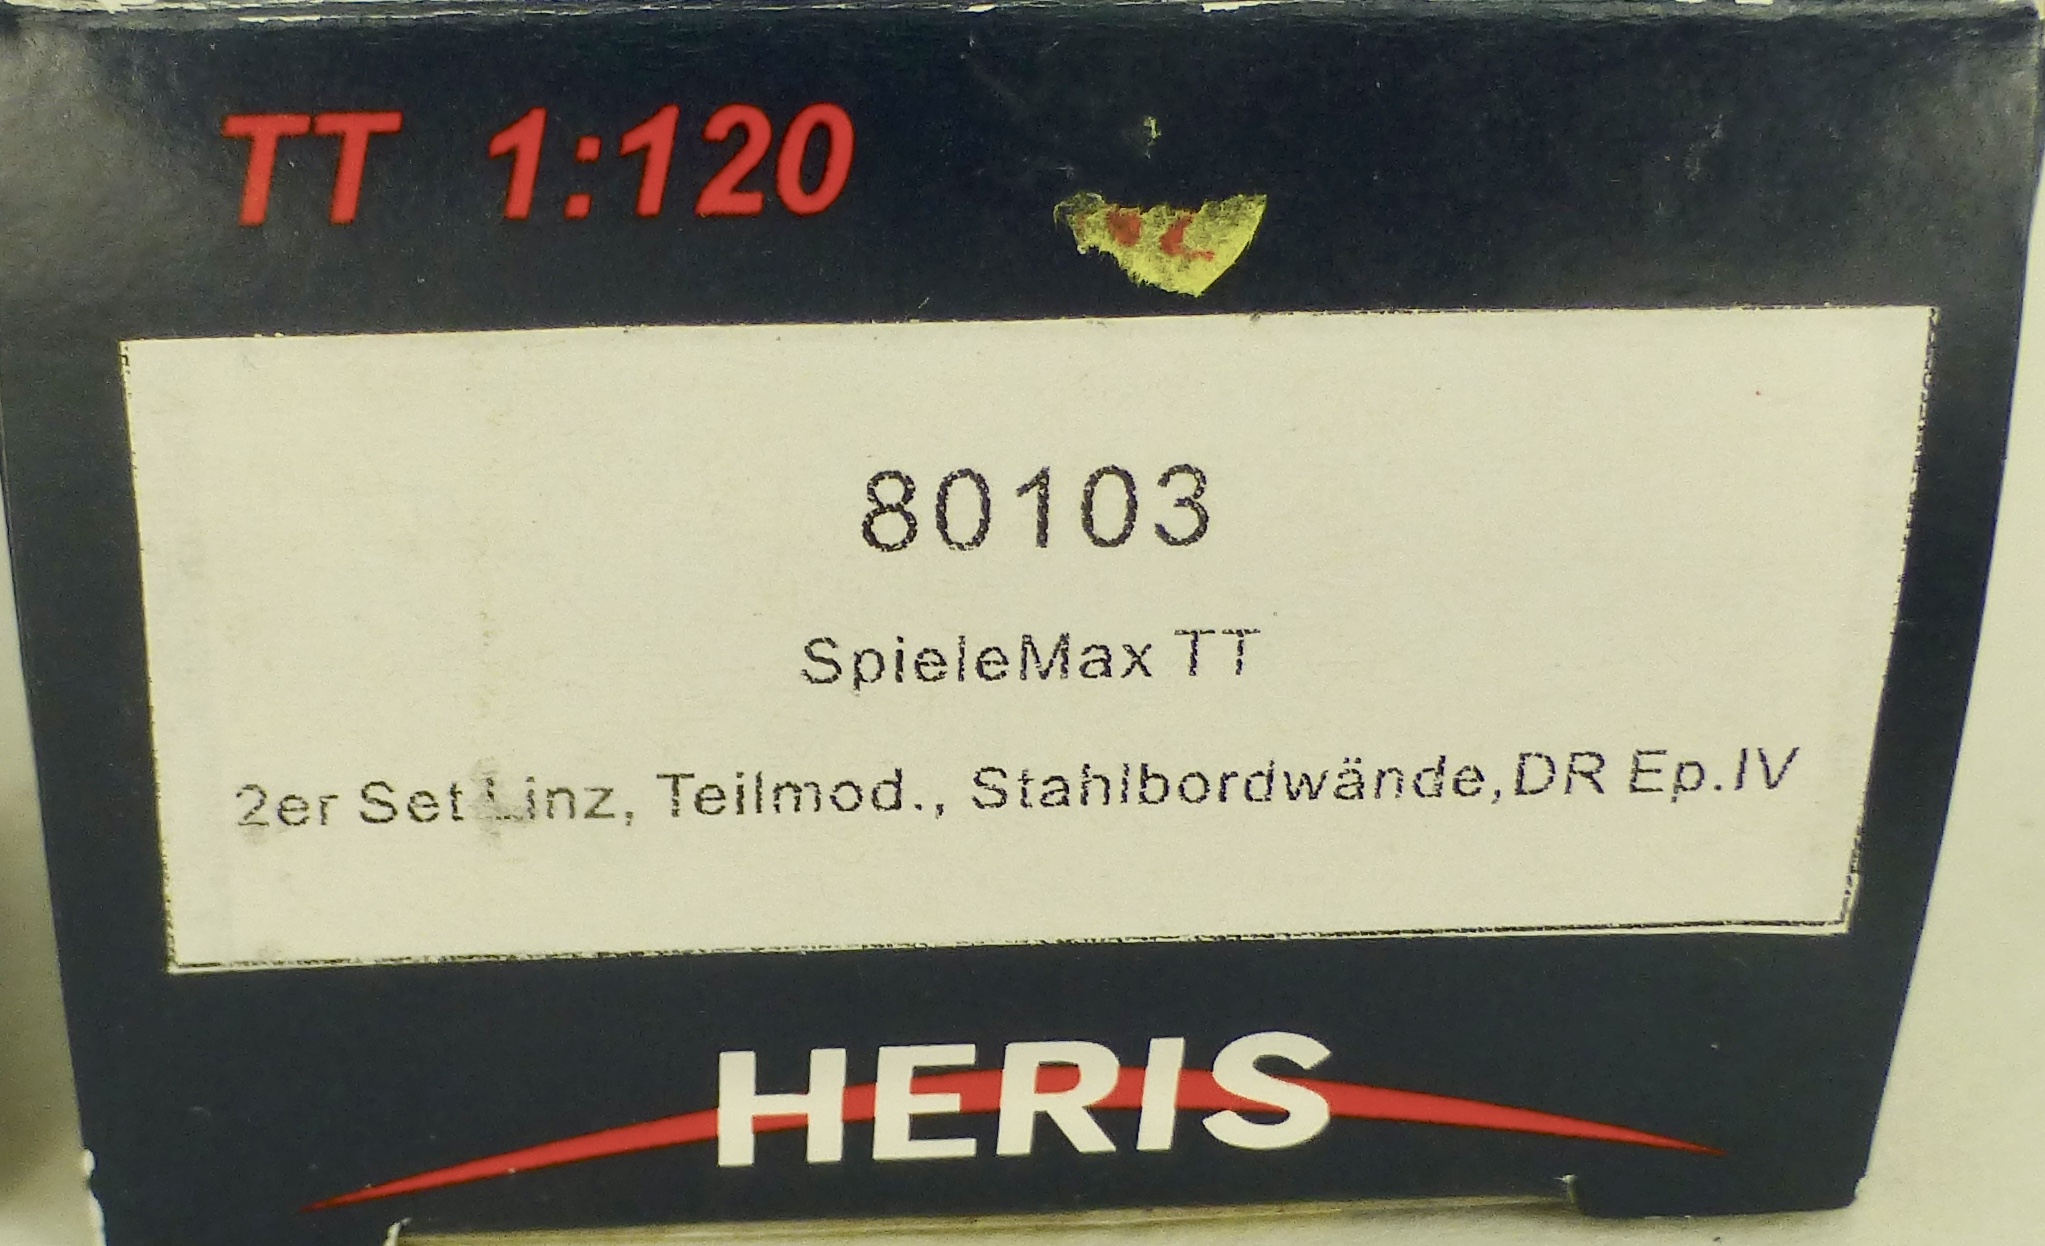 TT 1:120
80103
SpieleMax TT
2er Set Linz, Teilmod., Stahlbordwände,DR Ep.IV
HERIS